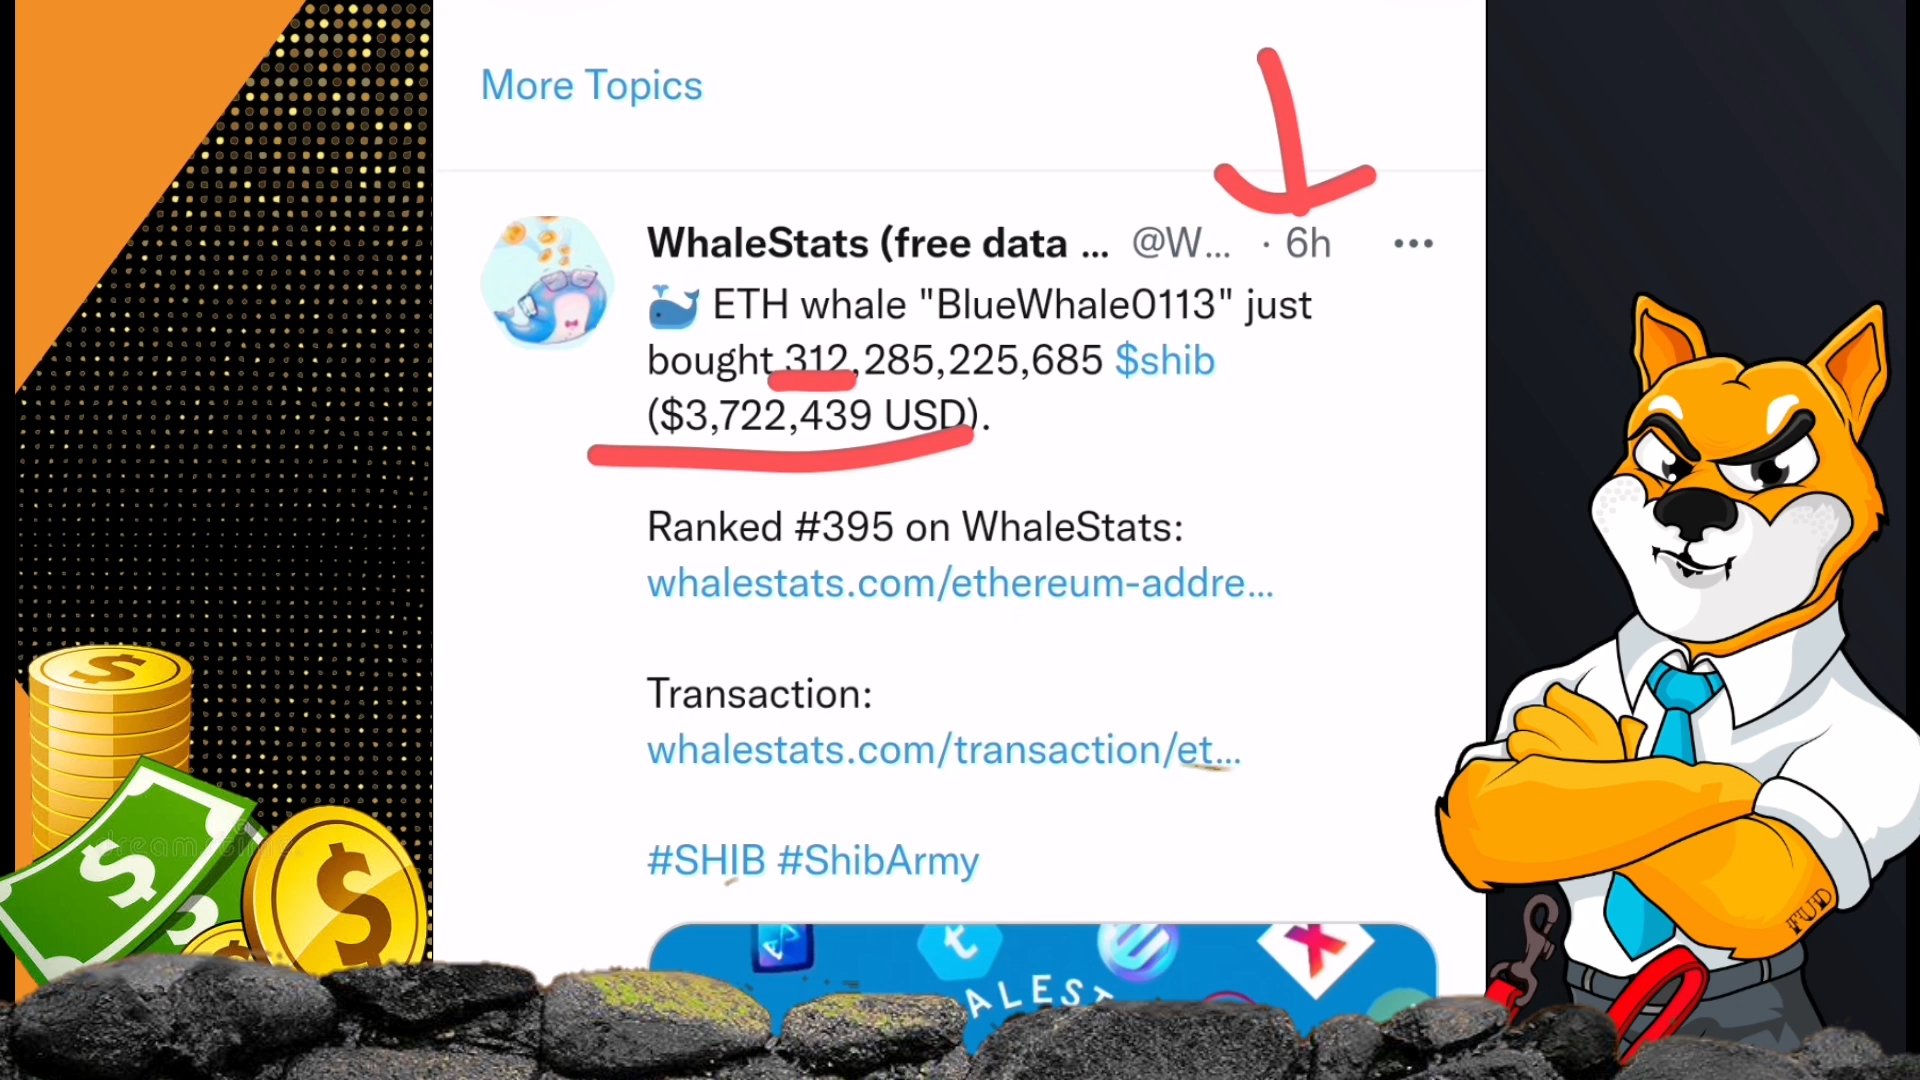 More Topics
WhaleStats (free data ... @W... · 6h
🐳 ETH whale "BlueWhale0113" just
bought 312,285,225,685 $shib
($3,722,439 USD).
Ranked #395 on WhaleStats:
whalestats.com/ethereum-addre...
Transaction:
whalestats.com/transaction/et...
#SHIB #ShibArmy
ALEST
FUD